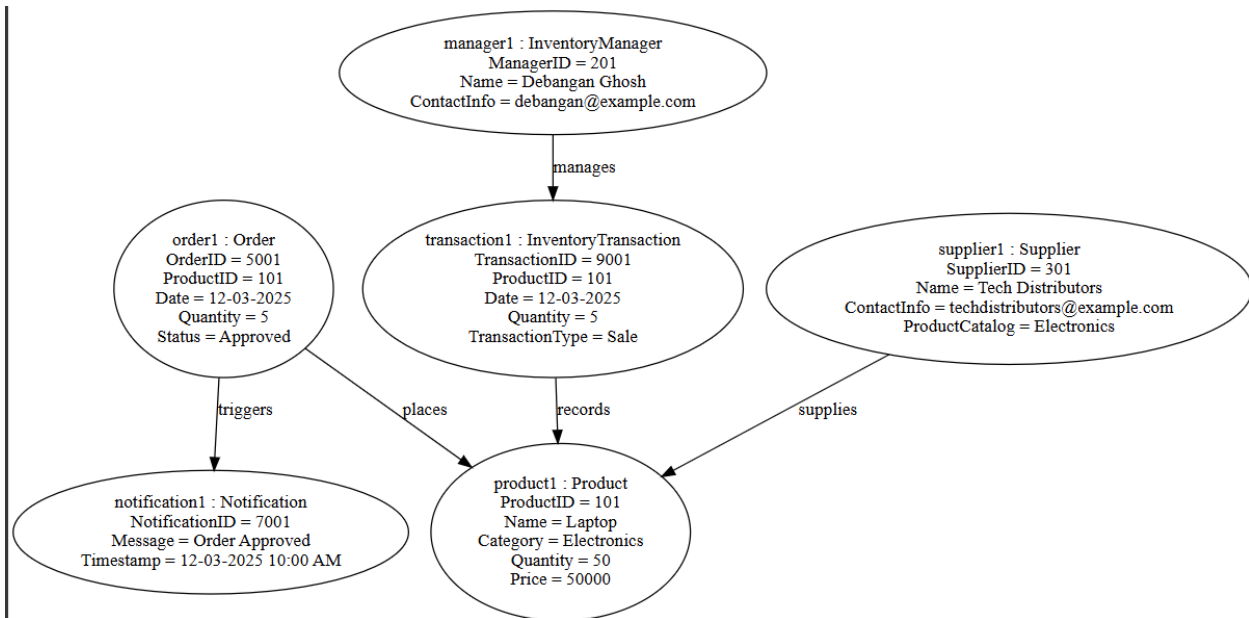 manager1 : InventoryManager
ManagerID = 201
Name = Debangan Ghosh
ContactInfo = debangan@example.com
manages
order1 : Order
OrderID = 5001
ProductID = 101
Date = 12-03-2025
Quantity = 5
Status = Approved
transaction1 : InventoryTransaction
TransactionID = 9001
ProductID = 101
Date = 12-03-2025
Quantity = 5
TransactionType = Sale
supplier1 : Supplier
SupplierID = 301
Name = Tech Distributors
ContactInfo = techdistributors@example.com
ProductCatalog = Electronics
triggers
places
records
supplies
notification1 : Notification
NotificationID = 7001
Message = Order Approved
Timestamp = 12-03-2025 10:00 AM
product1 : Product
ProductID = 101
Name = Laptop
Category = Electronics
Quantity = 50
Price = 50000